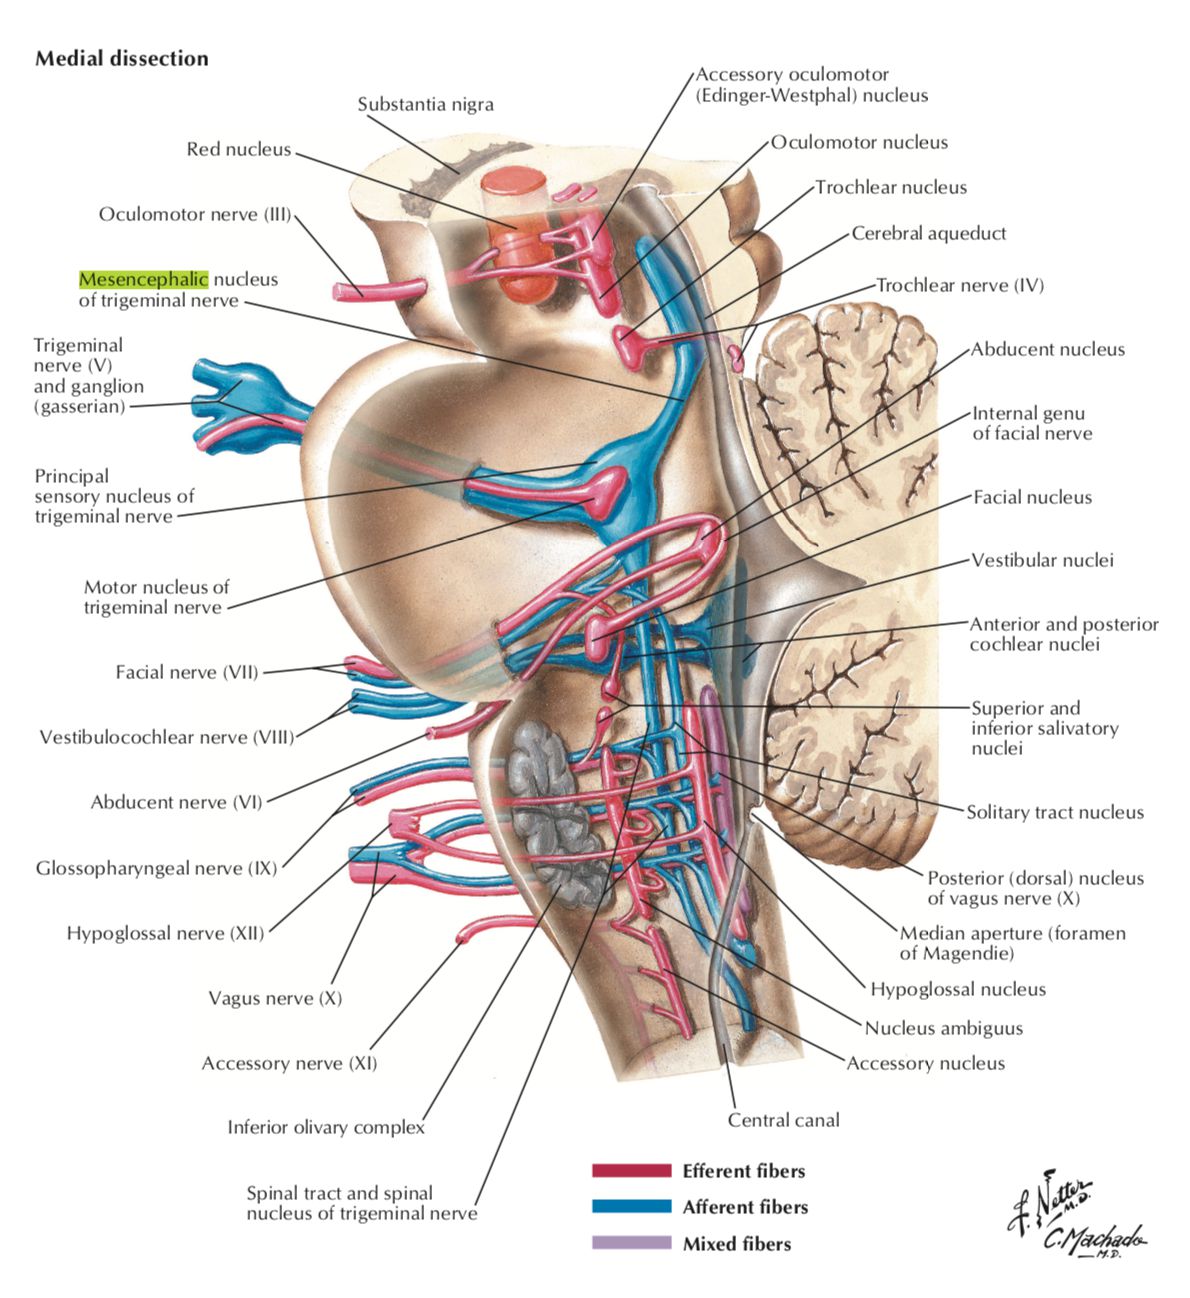 Medial dissection
Substantia nigra
Red nucleus
Oculomotor nerve (III)
Mesencephalic nucleus
of trigeminal nerve
Trigeminal
nerve (V)
and ganglion
(gasserian)
Principal
sensory nucleus of
trigeminal nerve
Motor nucleus of
trigeminal nerve
Facial nerve (VII)
Vestibulocochlear nerve (VIII)
Abducent nerve (VI)
Glossopharyngeal nerve (IX)
Hypoglossal nerve (XII)
Vagus nerve (X)
Accessory nerve (XI)
Inferior olivary complex
Spinal tract and spinal
nucleus of trigeminal nerve
Accessory oculomotor
(Edinger-Westphal) nucleus
Oculomotor nucleus
Trochlear nucleus
Cerebral aqueduct
Trochlear nerve (IV)
Abducent nucleus
Internal genu
of facial nerve
Facial nucleus
Vestibular nuclei
Anterior and posterior
cochlear nuclei
Superior and
inferior salivatory
nuclei
Solitary tract nucleus
Posterior (dorsal) nucleus
of vagus nerve (X)
Median aperture (foramen
of Magendie)
Hypoglossal nucleus
Nucleus ambiguus
Accessory nucleus
Central canal
Efferent fibers
Afferent fibers
Mixed fibers
F. Netter
M.D.
C. Machado
M.D.